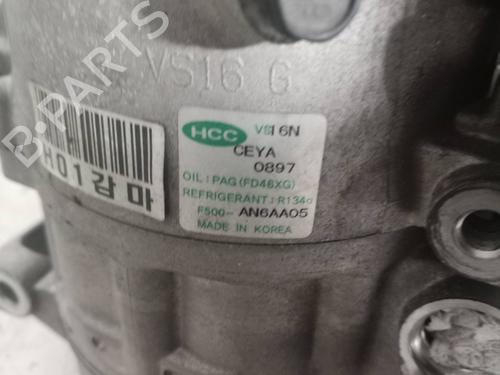 VS16 G
HCC VS16N
CEYA
0897
OIL : PAG (FD46XG)
REFRIGERANT : R134a
F500- AN6AA05
MADE IN KOREA
H01감마
B-PARTS